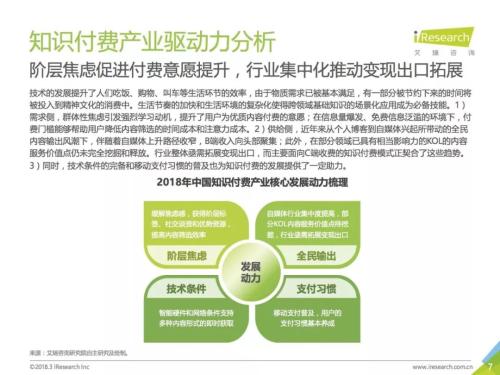 知识付费产业驱动力分析
iResearch
艾瑞咨询
阶层焦虑促进付费意愿提升，行业集中化推动变现出口拓展
技术的发展提升了人们吃饭、购物、叫车等生活环节的效率，由于物质需求已被基本满足，有一部分被节约下来的时间将被
投入到精神文化的消费中。生活节奏的加快和生活环境的复杂化使得跨领域基础知识的场景化应用成为必备技能。1）
需求侧，群体性焦虑引发强烈学习动机，提升了用户为优质内容付费的意愿；在信息量爆发、免费信息泛滥的环境下，付
费门槛能够帮助用户降低内容筛选的时间成本和注意力成本。2）供给侧，近年来从个人博客到自媒体兴起所带动的全民
内容输出风潮下，伴随着自媒体上升路径收窄，B端收入向头部聚集；此外，在部分领域已具有相当影响力的KOL的内容
服务价值点仍未完全挖掘和释放。行业整体录需拓展变现出口，而主要面向C端收费的知识付费模式正契合了这些趋势。
3）同时，技术条件的完备和移动支付习惯的普及也为知识付费的发展提供了一定助力。
2018年中国知识付费产业核心发展动力梳理
缓解焦虑感，获得阶层标
签、社交谈资和优势资源，
提高内容筛选效率
自媒体行业集中度提高，部
分KOL内容服务价值点待挖
掘，行业录需拓展变现出口
阶层焦虑
全民输出
发展
动力
技术条件
支付习惯
智能硬件和网络条件支持
多种内容形式的即时获取
移动支付普及，用户的
支付习惯基本养成
来源：艾瑞咨询研究院自主研究及绘制。
©2018.3 iResearch Inc
www.iresearch.com.cn
7